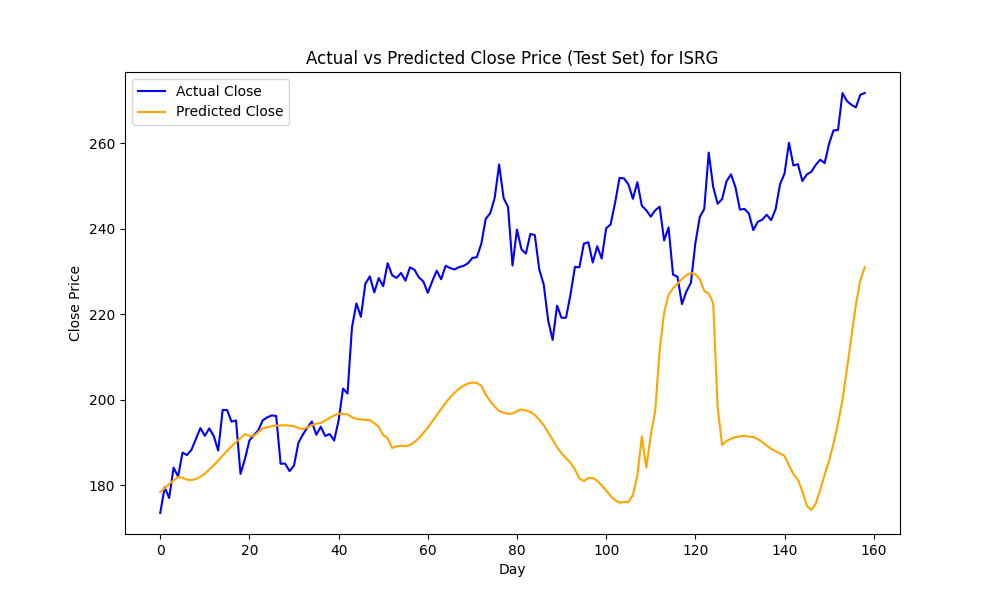 Actual vs Predicted Close Price (Test Set) for ISRG
Actual Close
Predicted Close
Close Price
260
240
220
200
180
0 20 40 60 80 100 120 140 160
Day